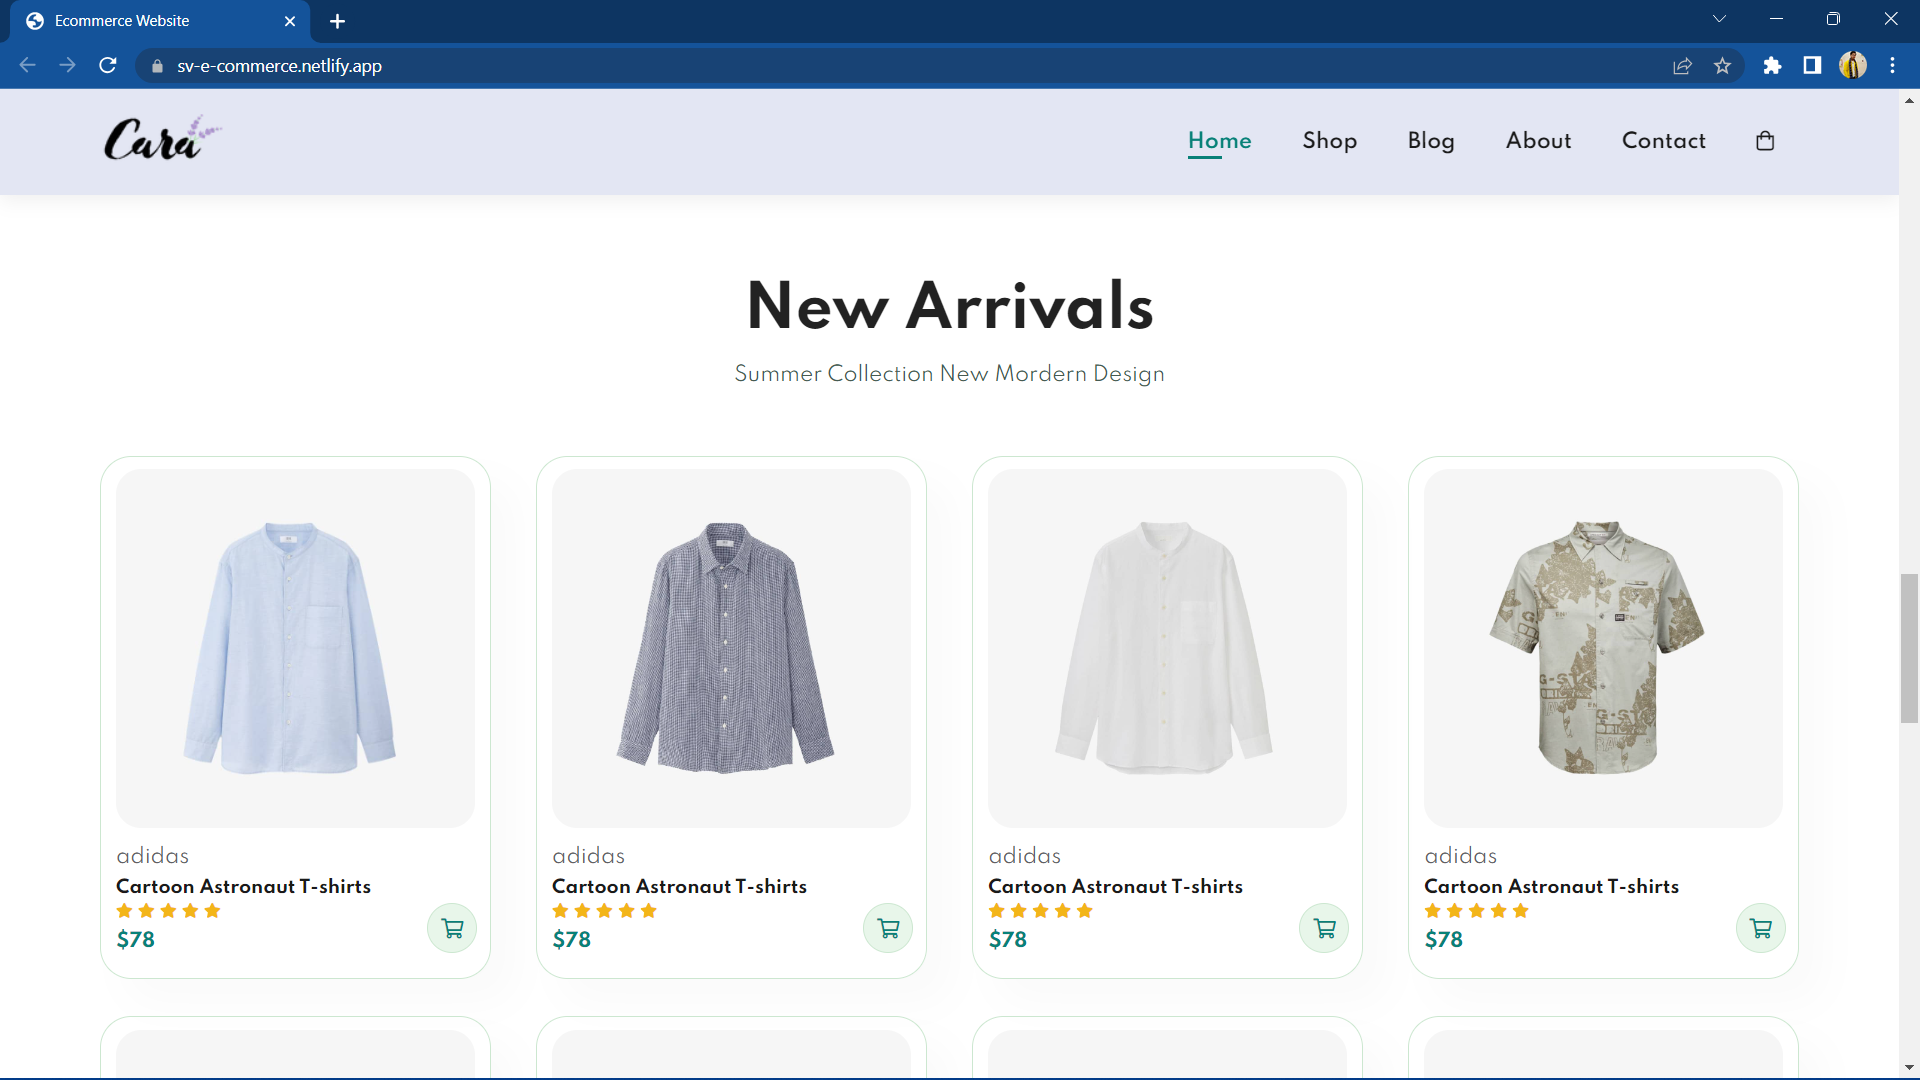 Ecommerce Website
sv-e-commerce.netlify.app
Cara
Home Shop Blog About Contact
New Arrivals
Summer Collection New Mordern Design
adidas
Cartoon Astronaut T-shirts
$78
adidas
Cartoon Astronaut T-shirts
$78
adidas
Cartoon Astronaut T-shirts
$78
adidas
Cartoon Astronaut T-shirts
$78